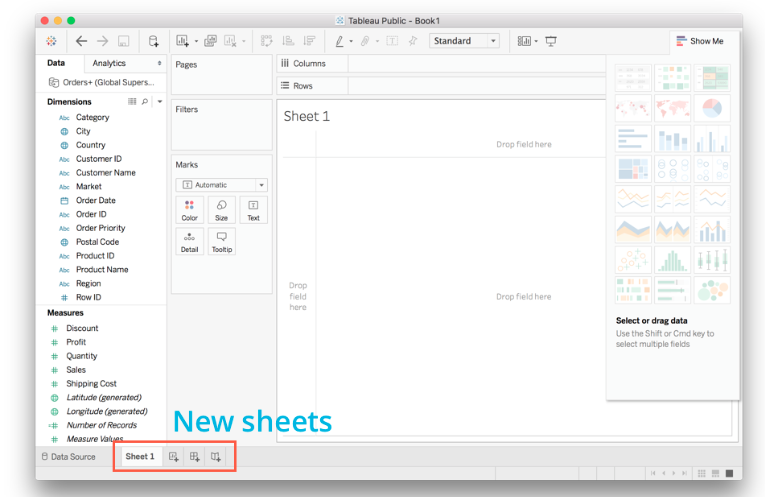 Tableau Public - Book1
Standard
Show Me
Data
Analytics
Pages
Columns
Orders+ (Global Supers...
Rows
Dimensions
Filters
Sheet 1
Abc Category
City
Drop field here
Country
Abc Customer ID
Marks
Abc Customer Name
Abc Market
Automatic
Order Date
Abc Order ID
Color
Size
Text
Abc Order Priority
Postal Code
Detail
Tooltip
Abc Product ID
Abc Product Name
Abc Region
# Row ID
Drop
field
here
Drop field here
Measures
# Discount
# Profit
# Quantity
# Sales
# Shipping Cost
Latitude (generated)
Longitude (generated)
=# Number of Records
# Measure Values
Select or drag data
Use the Shift or Cmd key to
select multiple fields
New sheets
Data Source
Sheet 1